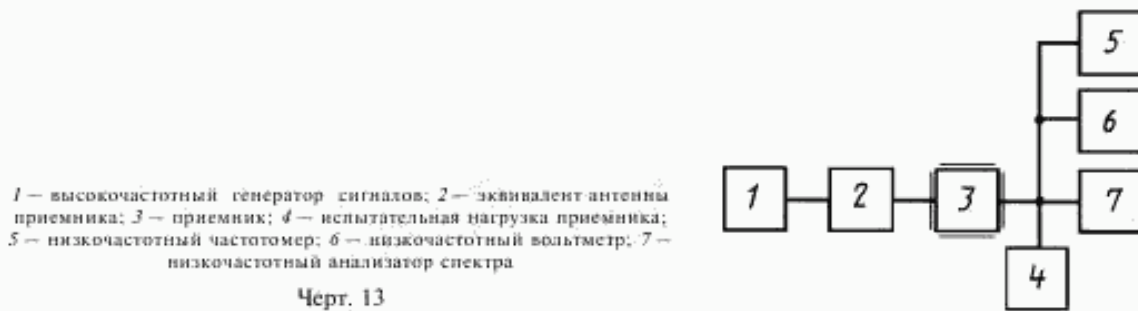 1 — высокочастотный генератор сигналов; 2 — эквивалент антенны
приемника; 3 — приемник; 4 — испытательная нагрузка приемника;
5 — низкочастотный частотомер; 6 — низкочастотный вольтметр; 7 —
низкочастотный анализатор спектра
Черт. 13
1
2
3
4
5
6
7